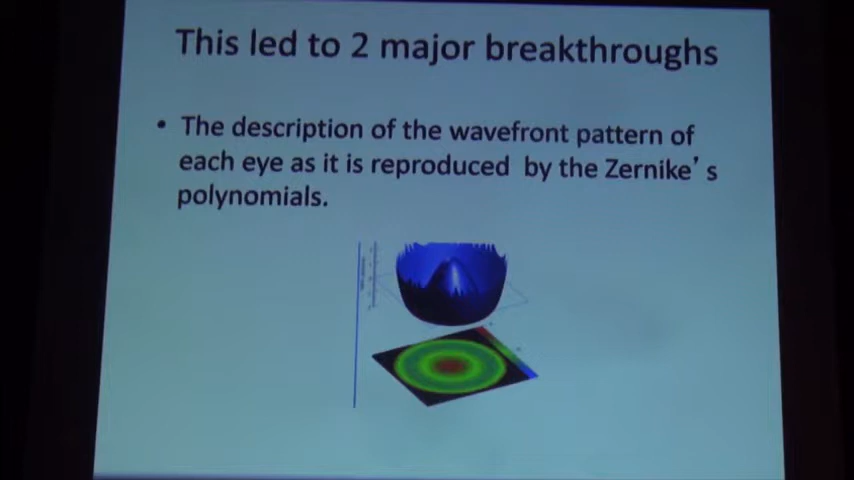 This led to 2 major breakthroughs
• The description of the wavefront pattern of
each eye as it is reproduced  by the Zernike's
polynomials.